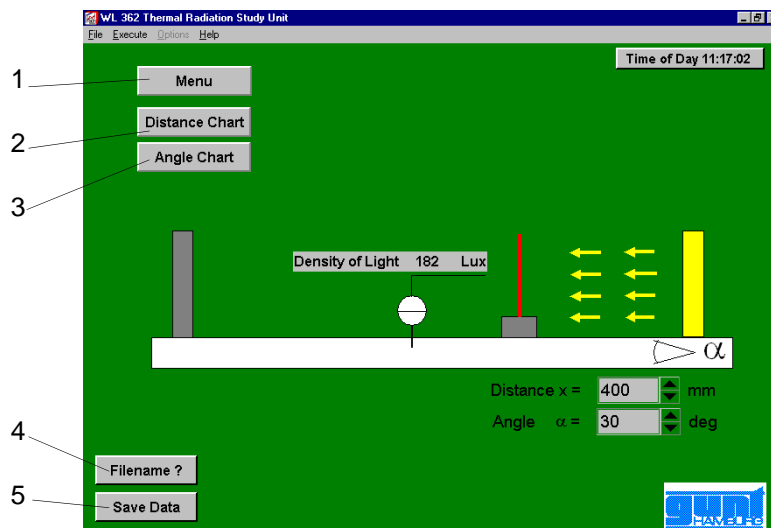 WL 362 Thermal Radiation Study Unit
File Execute Options Help
Time of Day 11:17:02
1
Menu
2
Distance Chart
3
Angle Chart
Density of Light 182 Lux
α
Distance x = 400 mm
Angle α = 30 deg
4
Filename ?
5
Save Data
gunt
HAMBURG